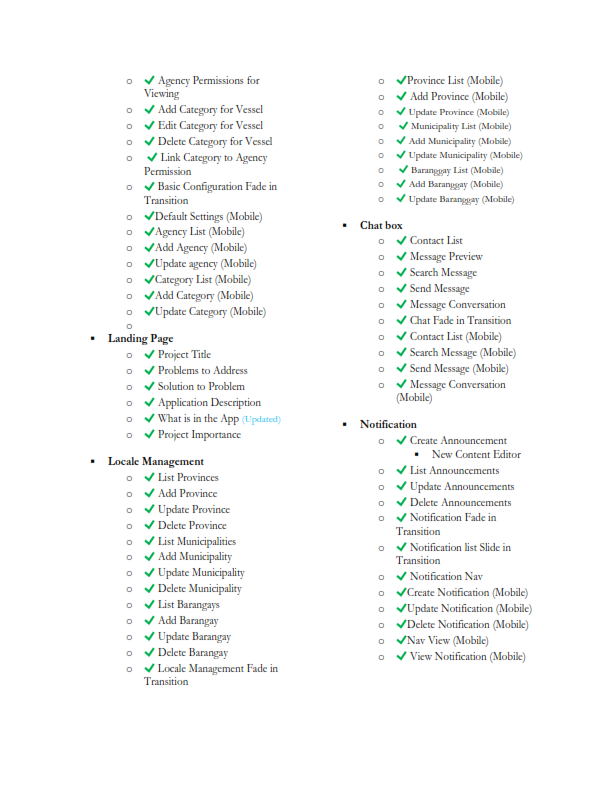 o ✔ Agency Permissions for
Viewing
o ✔ Add Category for Vessel
o ✔ Edit Category for Vessel
o ✔ Delete Category for Vessel
o ✔ Link Category to Agency
Permission
o ✔ Basic Configuration Fade in
Transition
o ✔Default Settings (Mobile)
o ✔Agency List (Mobile)
o ✔Add Agency (Mobile)
o ✔Update agency (Mobile)
o ✔Category List (Mobile)
o ✔Add Category (Mobile)
o ✔Update Category (Mobile)
o
▪ Landing Page
o ✔ Project Title
o ✔ Problems to Address
o ✔ Solution to Problem
o ✔ Application Description
o ✔ What is in the App (Updated)
o ✔ Project Importance
▪ Locale Management
o ✔ List Provinces
o ✔ Add Province
o ✔ Update Province
o ✔ Delete Province
o ✔ List Municipalities
o ✔ Add Municipality
o ✔ Update Municipality
o ✔ Delete Municipality
o ✔ List Barangays
o ✔ Add Barangay
o ✔ Update Barangay
o ✔ Delete Barangay
o ✔ Locale Management Fade in
Transition
o ✔Province List (Mobile)
o ✔ Add Province (Mobile)
o ✔ Update Province (Mobile)
o ✔ Municipality List (Mobile)
o ✔ Add Municipality (Mobile)
o ✔ Update Municipality (Mobile)
o ✔ Baranggay List (Mobile)
o ✔ Add Baranggay (Mobile)
o ✔ Update Baranggay (Mobile)
▪ Chat box
o ✔ Contact List
o ✔ Message Preview
o ✔ Search Message
o ✔ Send Message
o ✔ Message Conversation
o ✔ Chat Fade in Transition
o ✔ Contact List (Mobile)
o ✔ Search Message (Mobile)
o ✔ Send Message (Mobile)
o ✔ Message Conversation
(Mobile)
▪ Notification
o ✔ Create Announcement
▪ New Content Editor
o ✔ List Announcements
o ✔ Update Announcements
o ✔ Delete Announcements
o ✔ Notification Fade in
Transition
o ✔ Notification list Slide in
Transition
o ✔ Notification Nav
o ✔Create Notification (Mobile)
o ✔Update Notification (Mobile)
o ✔Delete Notification (Mobile)
o ✔Nav View (Mobile)
o ✔ View Notification (Mobile)